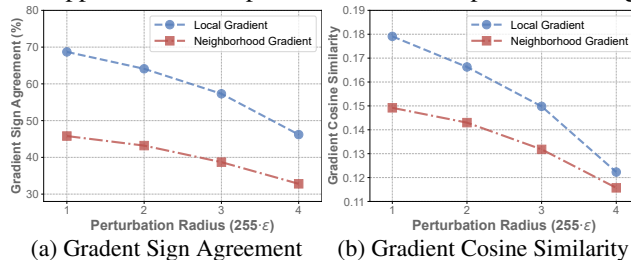 80
70
60
50
40
30
Gradient Sign Agreement (%)
Local Gradient
Neighborhood Gradient
1 2 3 4
Perturbation Radius (255·ε)
(a) Gradent Sign Agreement
0.19
0.18
0.17
0.16
0.15
0.14
0.13
0.12
0.11
Gradient Cosine Similarity
Local Gradient
Neighborhood Gradient
1 2 3 4
Perturbation Radius (255·ε)
(b) Gradient Cosine Similarity